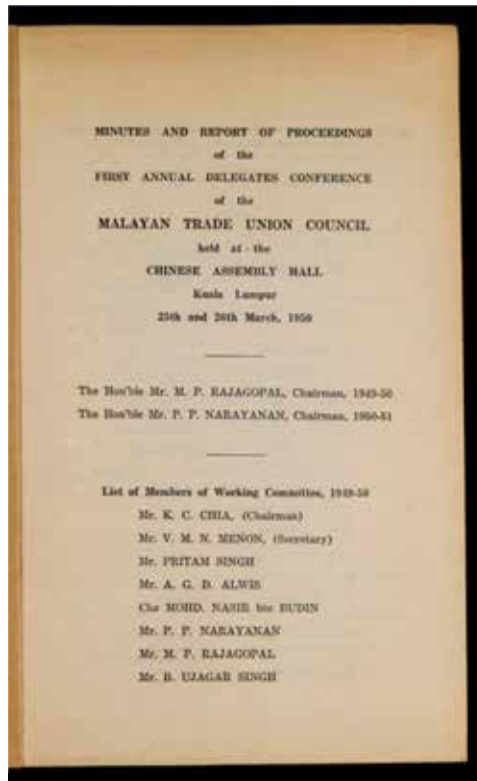 MINUTES AND REPORT OF PROCEEDINGS
of the
FIRST ANNUAL DELEGATES CONFERENCE
of the
MALAYAN TRADE UNION COUNCIL
held at the
CHINESE ASSEMBLY HALL
Kuala Lumpur
25th and 26th March, 1950
The Hon'ble Mr. M. P. RAJAGOPAL, Chairman, 1949-50
The Hon'ble Mr. P. P. NARAYANAN, Chairman, 1950-51
List of Members of Working Committee, 1949-50
Mr. K. C. CHIA, (Chairman)
Mr. V. M. N. MENON, (Secretary)
Mr. PRITAM SINGH
Mr. A. G. D. ALWIS
Che MOHD. NASIR bin BUDIN
Mr. P. P. NARAYANAN
Mr. M. P. RAJAGOPAL
Mr. B. UJAGAR SINGH